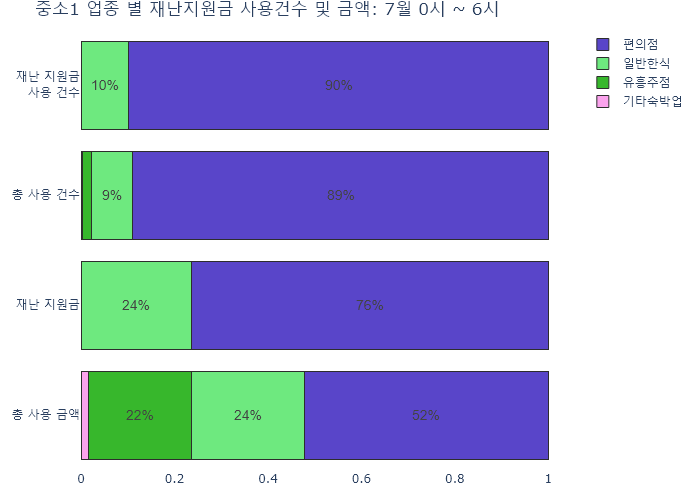 중소1 업종 별 재난지원금 사용건수 및 금액: 7월 0시 ~ 6시
편의점
일반한식
유흥주점
기타숙박업
재난 지원금
사용 건수
10%
90%
총 사용 건수
9%
89%
재난 지원금
24%
76%
총 사용 금액
22%
24%
52%
0
0.2
0.4
0.6
0.8
1